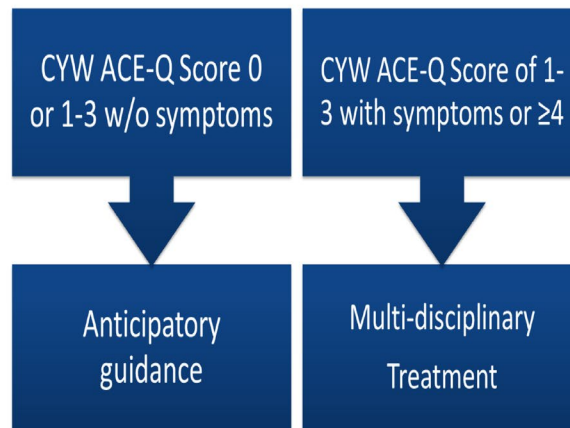 CYW ACE-Q Score 0
or 1-3 w/o symptoms
CYW ACE-Q Score of 1-
3 with symptoms or ≥4
Anticipatory
guidance
Multi-disciplinary
Treatment